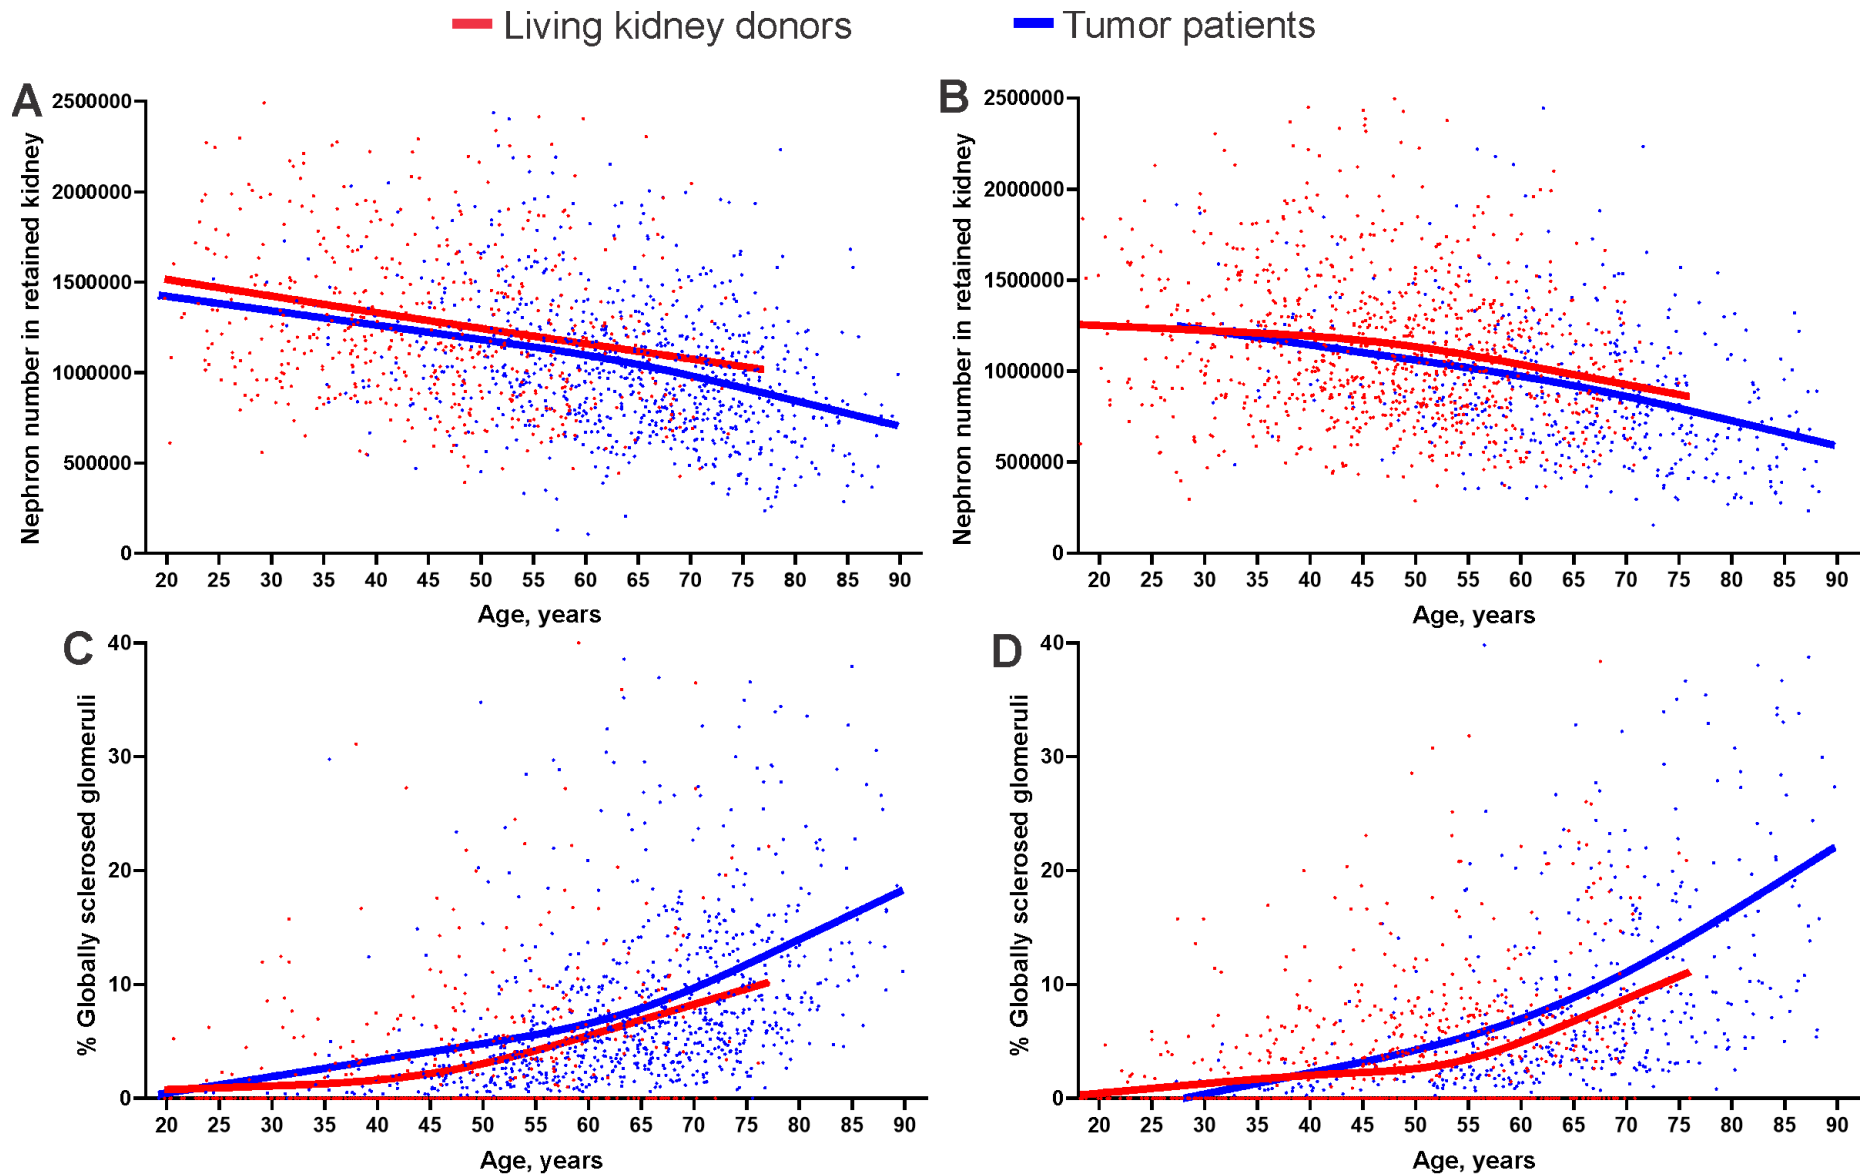 Living kidney donors
Tumor patients
A
Nephron number in retained kidney
2500000
2000000
1500000
1000000
500000
0
20 25 30 35 40 45 50 55 60 65 70 75 80 85 90
Age, years
B
Nephron number in retained kidney
2500000
2000000
1500000
1000000
500000
0
20 25 30 35 40 45 50 55 60 65 70 75 80 85 90
Age, years
C
% Globally sclerosed glomeruli
40
30
20
10
0
20 25 30 35 40 45 50 55 60 65 70 75 80 85 90
Age, years
D
% Globally sclerosed glomeruli
40
30
20
10
0
20 25 30 35 40 45 50 55 60 65 70 75 80 85 90
Age, years